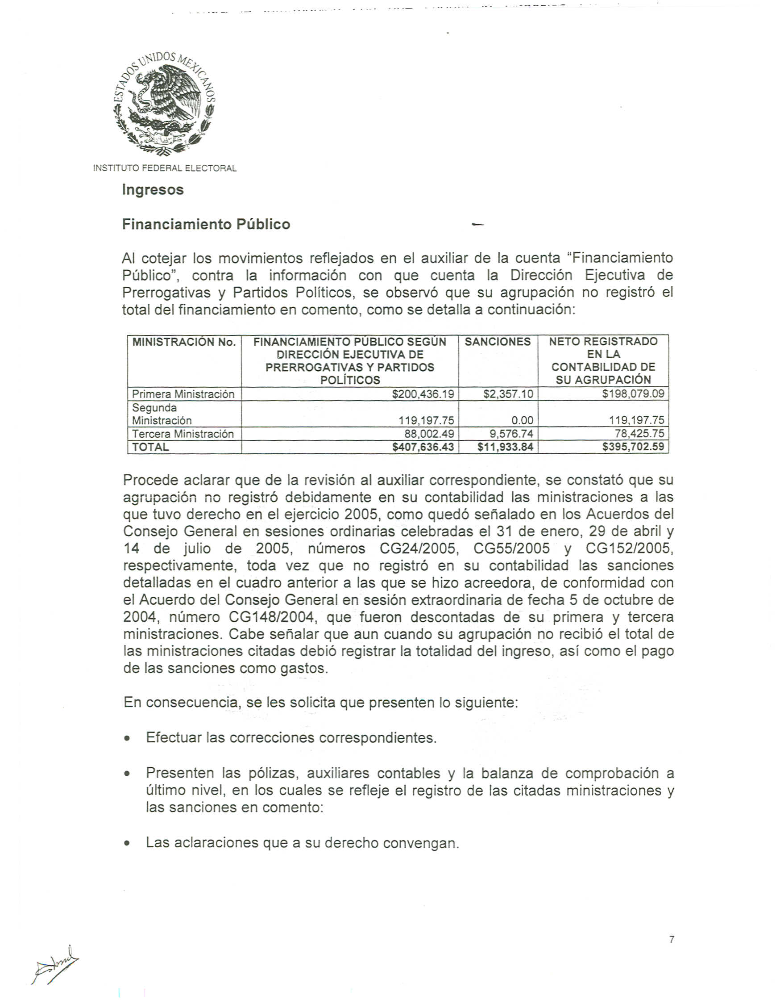 ESTADOS UNIDOS MEXICANOS
INSTITUTO FEDERAL ELECTORAL
Ingresos
Financiamiento Público
Al cotejar los movimientos reflejados en el auxiliar de la cuenta “Financiamiento
Público”, contra la información con que cuenta la Dirección Ejecutiva de
Prerrogativas y Partidos Políticos, se observó que su agrupación no registró el
total del financiamiento en comento, como se detalla a continuación:
MINISTRACIÓN No. FINANCIAMIENTO PÚBLICO SEGÚN SANCIONES NETO REGISTRADO
DIRECCIÓN EJECUTIVA DE EN LA
PRERROGATIVAS Y PARTIDOS CONTABILIDAD DE
POLÍTICOS SU AGRUPACIÓN
Primera Ministración $200,436.19 $2,357.10 $198,079.09
Segunda
Ministración 119,197.75 0.00 119,197.75
Tercera Ministración 88,002.49 9,576.74 78,425.75
TOTAL $407,636.43 $11,933.84 $395,702.59
Procede aclarar que de la revisión al auxiliar correspondiente, se constató que su
agrupación no registró debidamente en su contabilidad las ministraciones a las
que tuvo derecho en el ejercicio 2005, como quedó señalado en los Acuerdos del
Consejo General en sesiones ordinarias celebradas el 31 de enero, 29 de abril y
14 de julio de 2005, números CG24/2005, CG55/2005 y CG152/2005,
respectivamente, toda vez que no registró en su contabilidad las sanciones
detalladas en el cuadro anterior a las que se hizo acreedora, de conformidad con
el Acuerdo del Consejo General en sesión extraordinaria de fecha 5 de octubre de
2004, número CG148/2004, que fueron descontadas de su primera y tercera
ministraciones. Cabe señalar que aun cuando su agrupación no recibió el total de
las ministraciones citadas debió registrar la totalidad del ingreso, así como el pago
de las sanciones como gastos.
En consecuencia, se les solicita que presenten lo siguiente:
• Efectuar las correcciones correspondientes.
• Presenten las pólizas, auxiliares contables y la balanza de comprobación a
último nivel, en los cuales se refleje el registro de las citadas ministraciones y
las sanciones en comento:
• Las aclaraciones que a su derecho convengan.
7